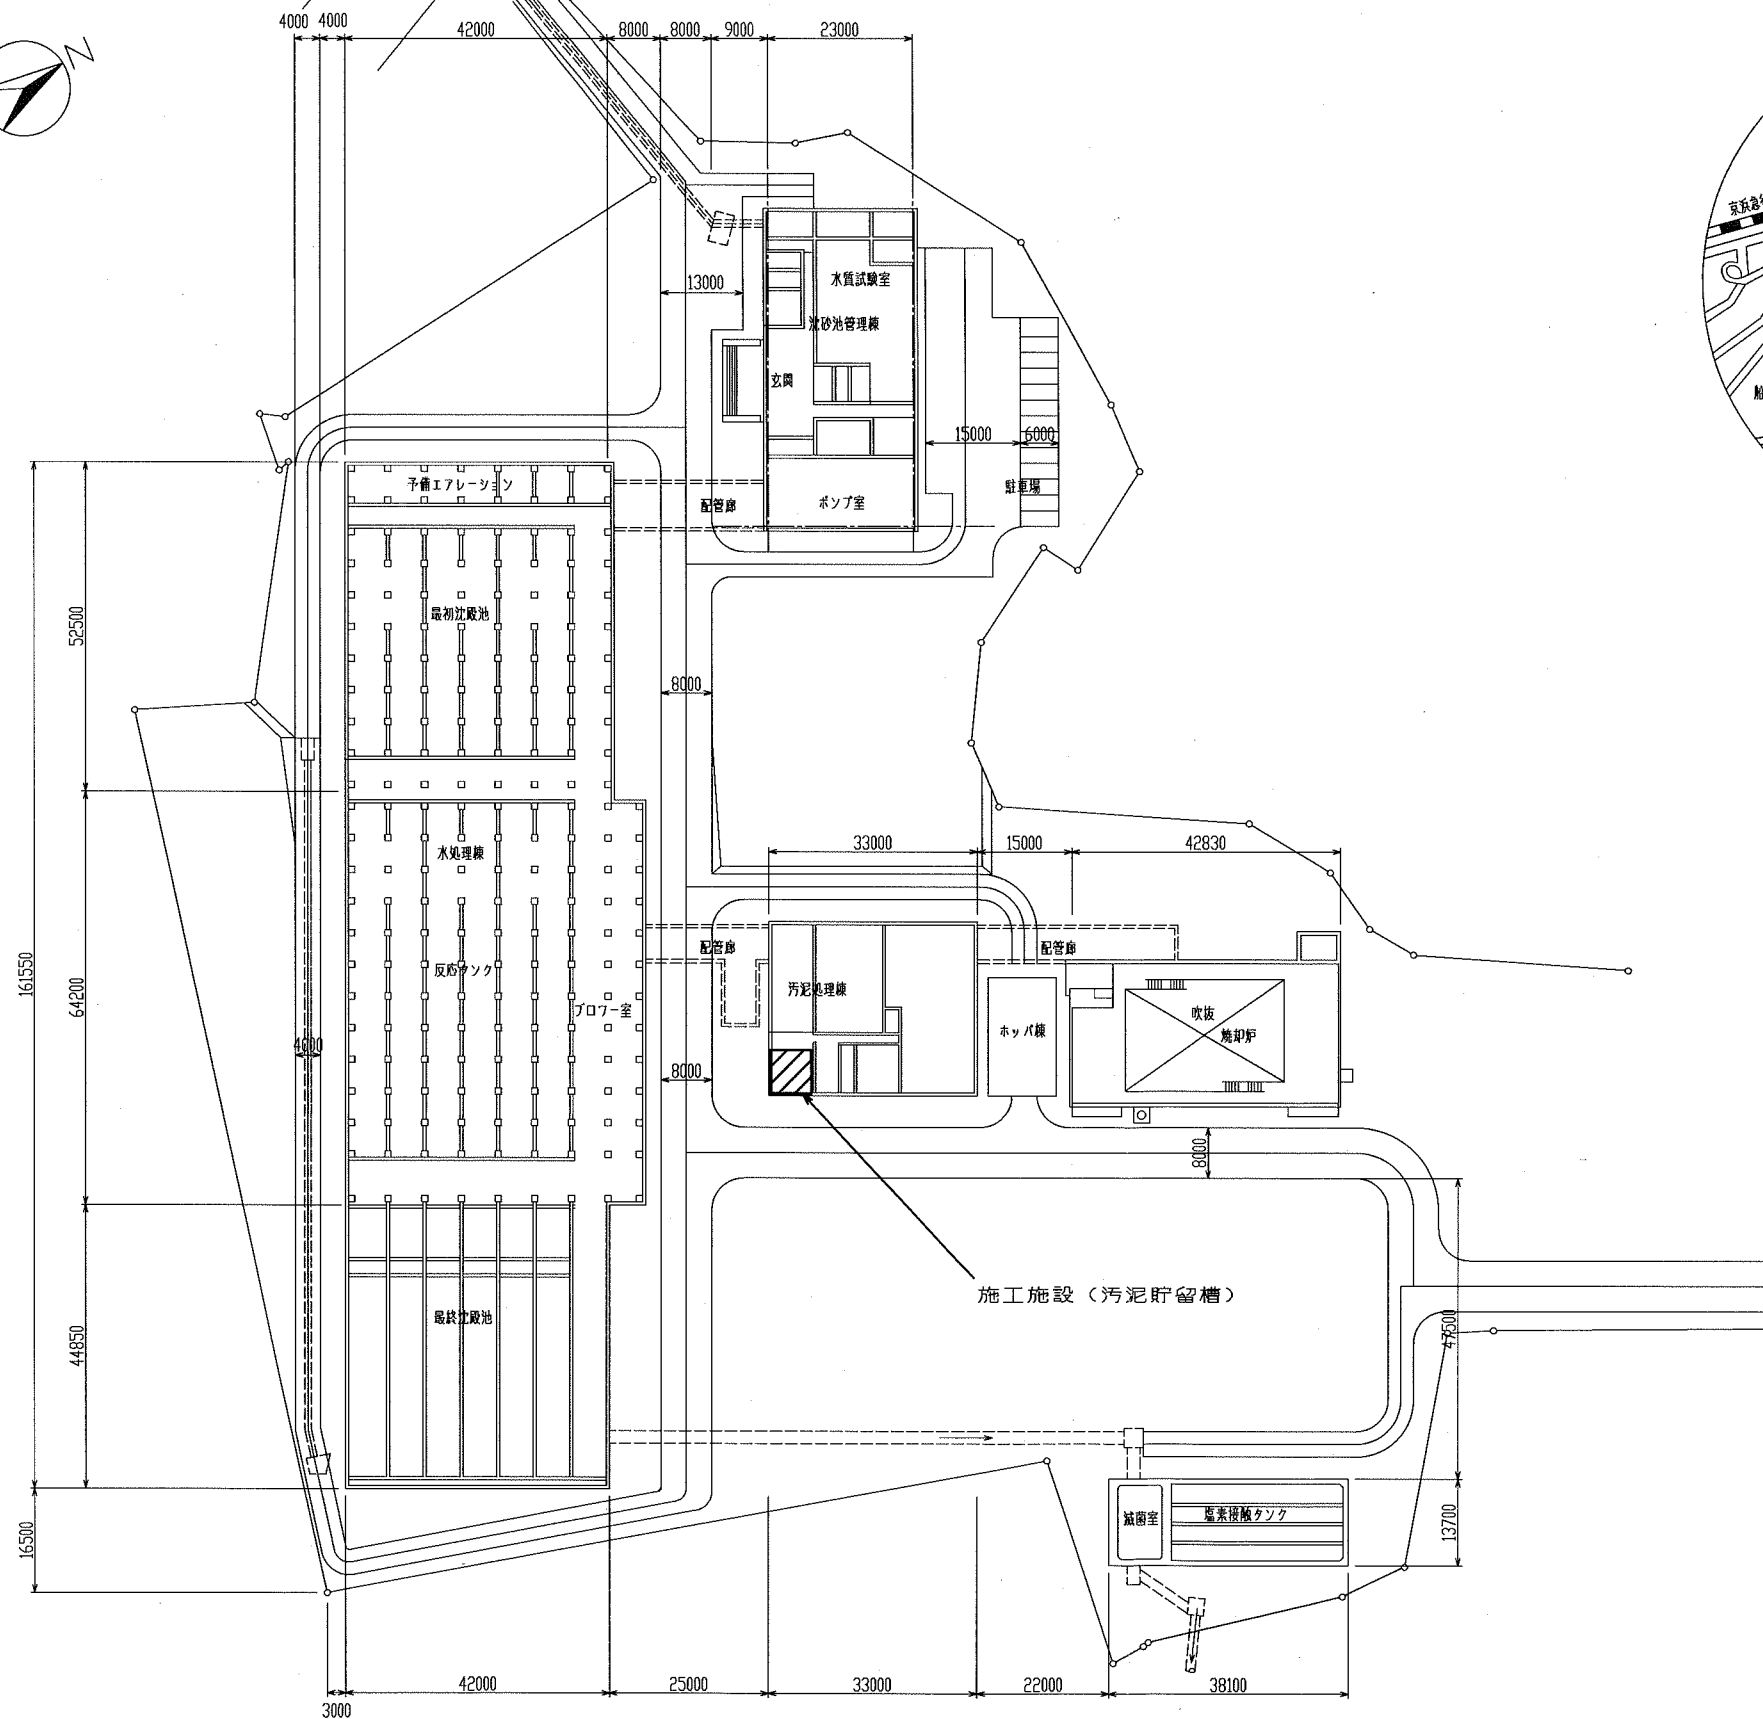 4000 4000 42000 8000 8000 9000 23000
N
京浜急
13000
水質試験室
沈砂池管理棟
玄関
15000 6000
予備エアレーション
配管廊
ポンプ室
駐車場
52500
最初沈殿池
8000
33000 15000 42830
水処理棟
配管廊
配管廊
161550
64200
反応タンク
汚泥処理棟
ブロワー室
ホッパ棟
吹抜
焼却炉
4000
8000
8000
施工施設（汚泥貯留槽）
44850
最終沈殿池
47500
16500
滅菌室
塩素接触タンク
13700
42000 25000 33000 22000 38100
3000